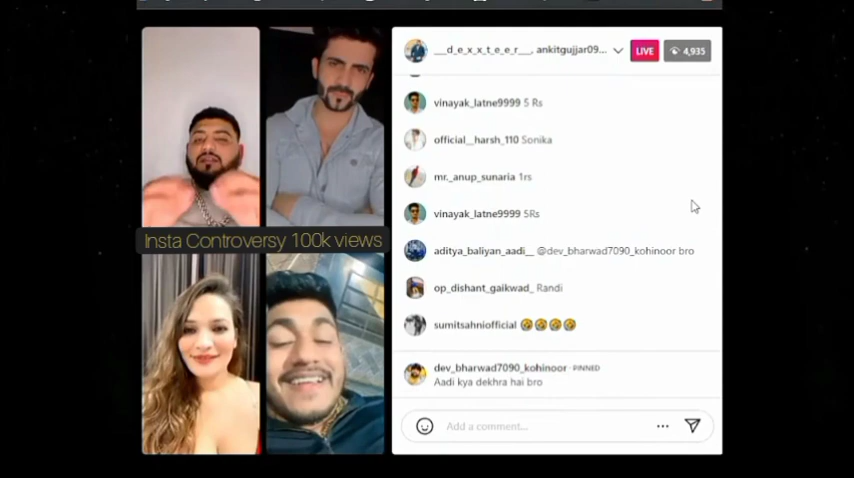 __d_e_x_x_t_e_e_r__, ankitgujjar09... LIVE 4,935
vinayak_latne9999 5 Rs
official__harsh_110 Sonika
mr._anup_sunaria 1rs
vinayak_latne9999 5Rs
Insta Controversy 100k views
aditya_baliyan_aadi__ @dev_bharwad7090_kohinoor bro
op_dishant_gaikwad_ Randi
sumitsahniofficial 😭😭😭😭
dev_bharwad7090_kohinoor · PINNED
Aadi kya dekhra hai bro
Add a comment...